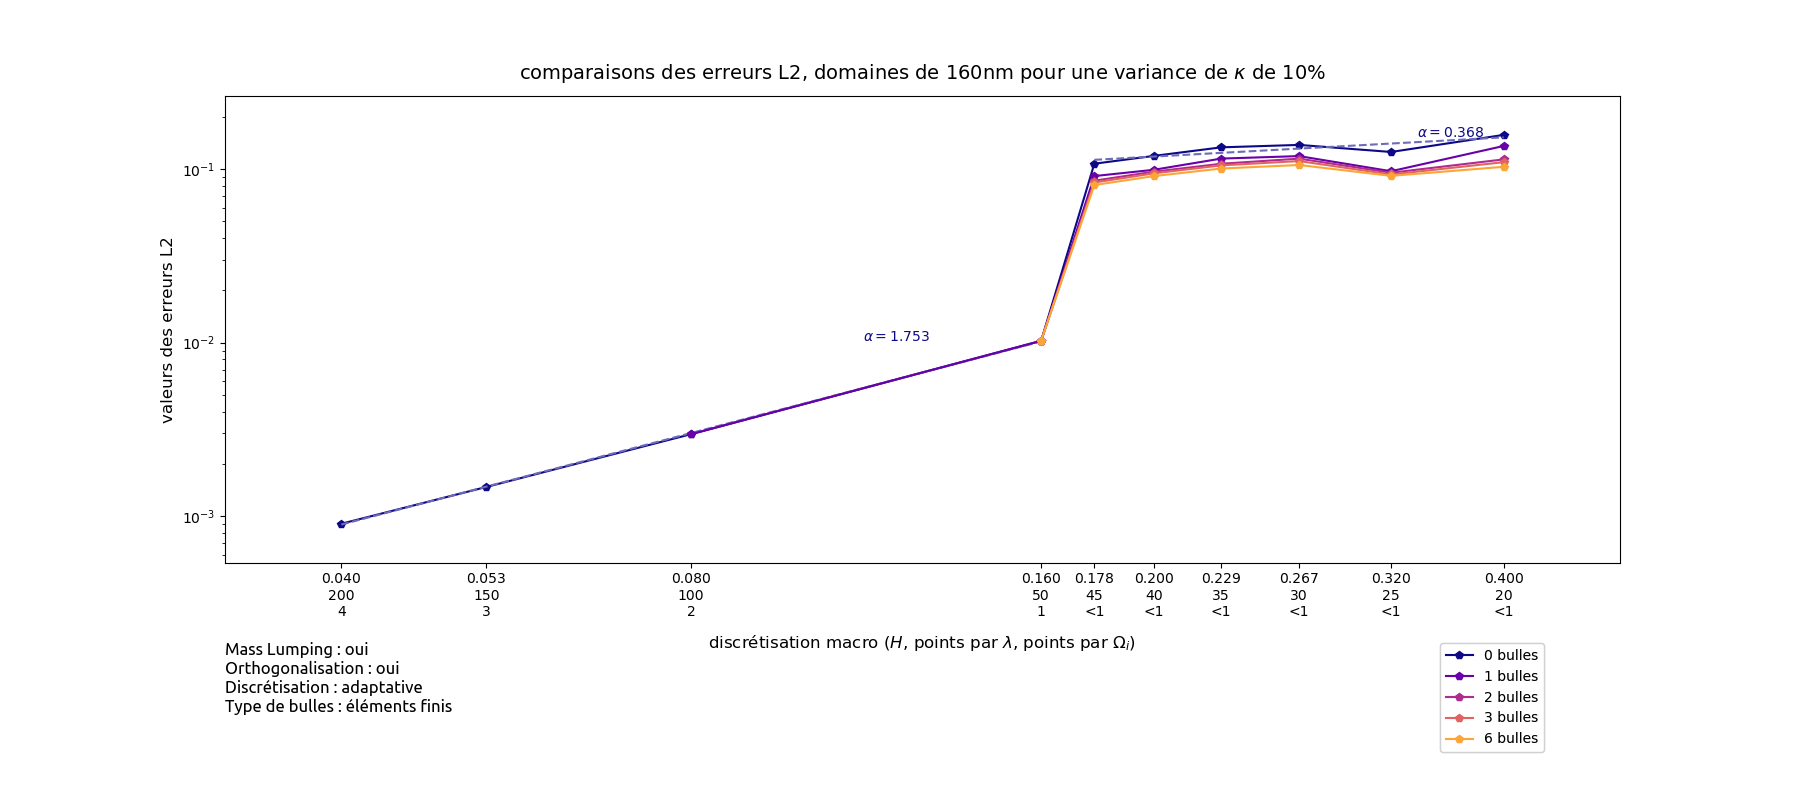 comparaisons des erreurs L2, domaines de 160nm pour une variance de κ de 10%
valeurs des erreurs L2
10⁻¹
10⁻²
10⁻³
α = 0.368
α = 1.753
0.040 0.053 0.080 0.160 0.178 0.200 0.229 0.267 0.320 0.400
200 150 100 50 45 40 35 30 25 20
4 3 2 1 <1 <1 <1 <1 <1 <1
discrétisation macro (H, points par λ, points par Ωᵢ)
Mass Lumping : oui
Orthogonalisation : oui
Discrétisation : adaptative
Type de bulles : éléments finis
0 bulles
1 bulles
2 bulles
3 bulles
6 bulles